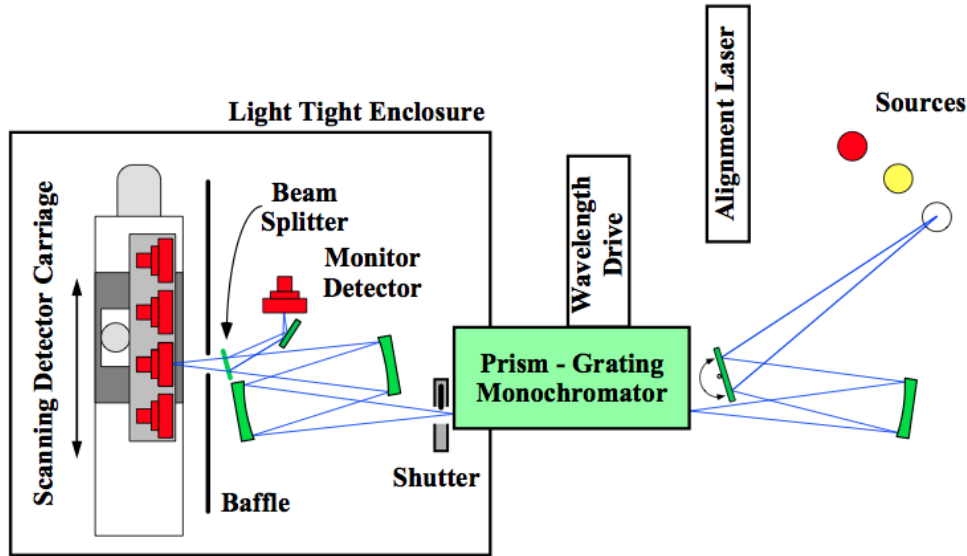 Light Tight Enclosure
Beam
Splitter
Monitor
Detector
Scanning Detector Carriage
Baffle
Shutter
Wavelength
Drive
Prism - Grating
Monochromator
Alignment Laser
Sources